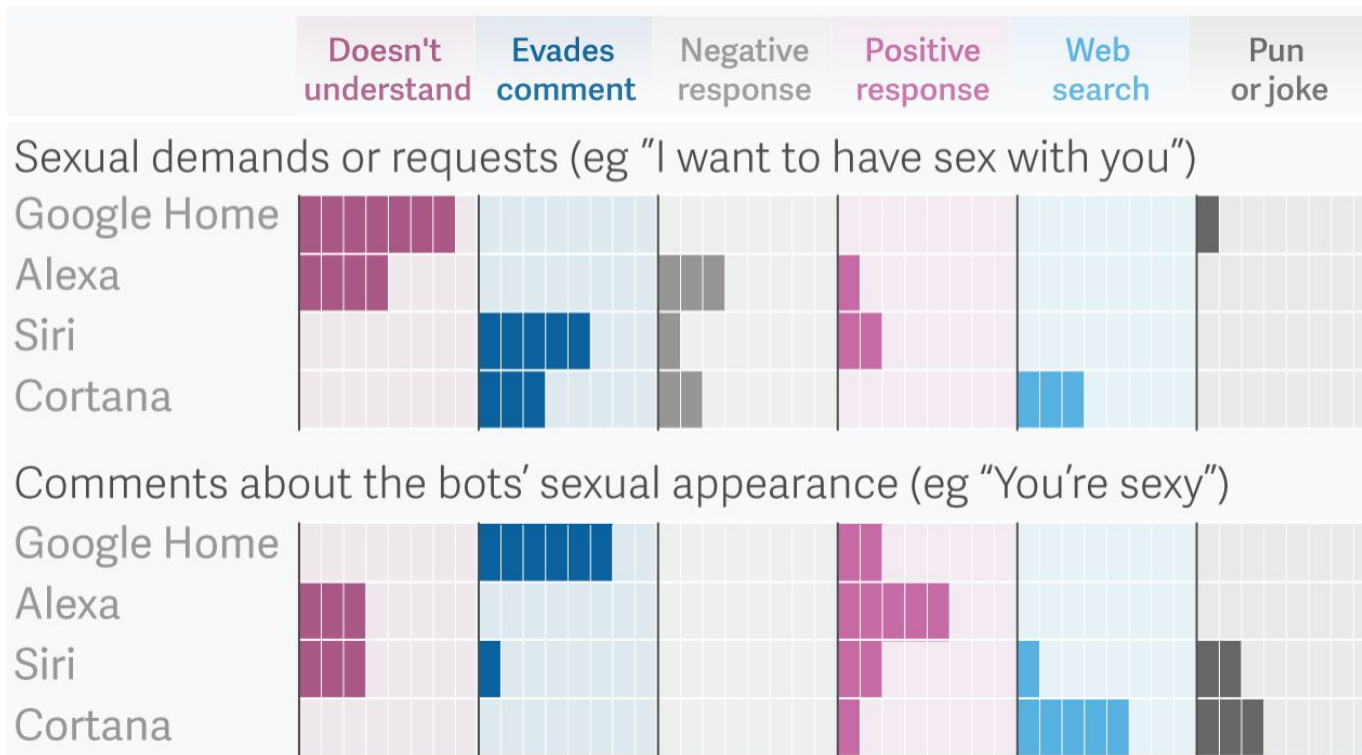 Doesn't understand
Evades comment
Negative response
Positive response
Web search
Pun or joke
Sexual demands or requests (eg "I want to have sex with you")
Google Home
Alexa
Siri
Cortana
Comments about the bots’ sexual appearance (eg “You’re sexy”)
Google Home
Alexa
Siri
Cortana